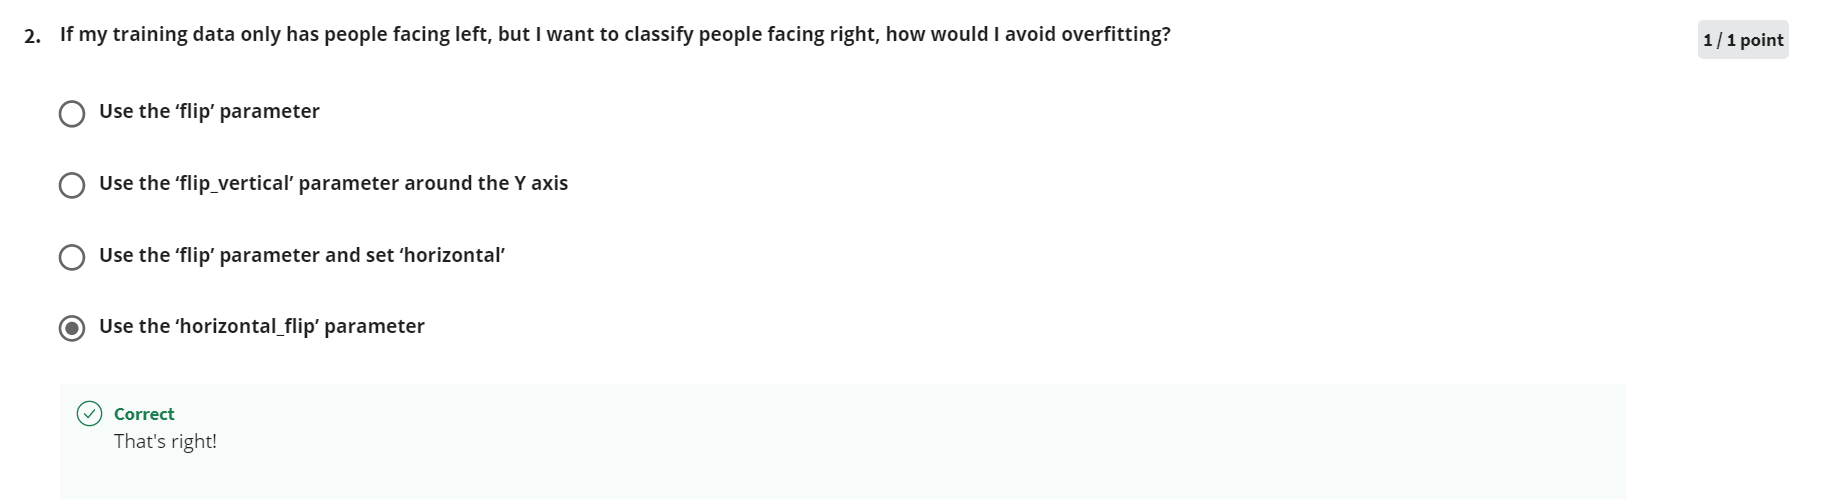 2. If my training data only has people facing left, but I want to classify people facing right, how would I avoid overfitting?
1 / 1 point
Use the ‘flip’ parameter
Use the ‘flip_vertical’ parameter around the Y axis
Use the ‘flip’ parameter and set ‘horizontal’
Use the ‘horizontal_flip’ parameter
Correct
That's right!